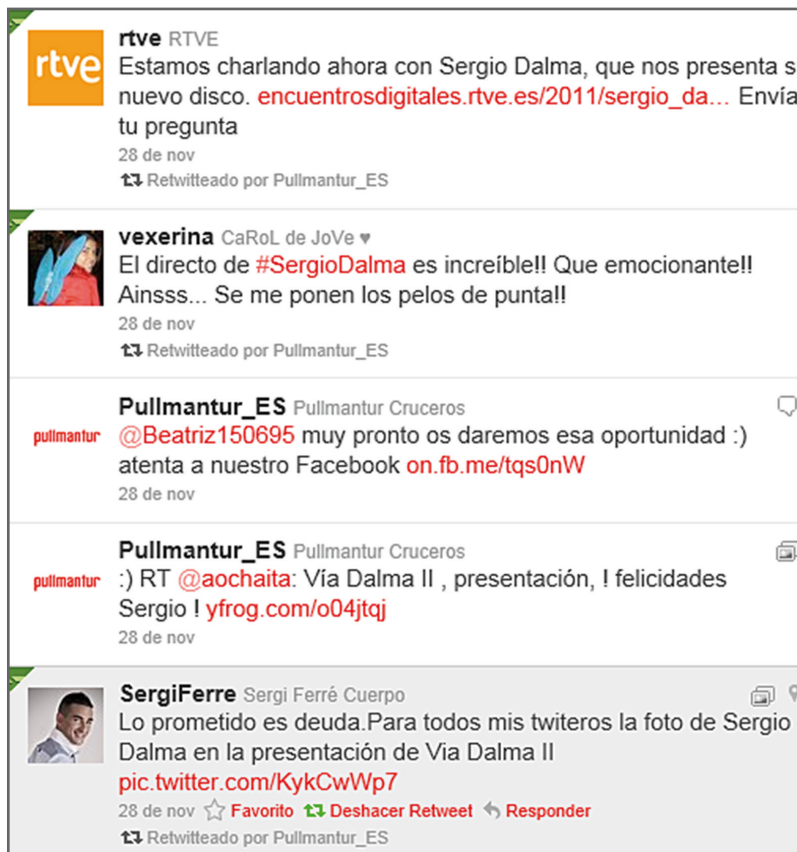 rtve
rtve RTVE
Estamos charlando ahora con Sergio Dalma, que nos presenta s
nuevo disco. encuentrosdigitales.rtve.es/2011/sergio_da... Envía
tu pregunta
28 de nov
Retwitteado por Pullmantur_ES
vexerina CaRoL de JoVe ♥
El directo de #SergioDalma es increíble!! Que emocionante!!
Ainsss... Se me ponen los pelos de punta!!
28 de nov
Retwitteado por Pullmantur_ES
Pullmantur_ES Pullmantur Cruceros
pullmantur
@Beatriz150695 muy pronto os daremos esa oportunidad :)
atenta a nuestro Facebook on.fb.me/tqs0nW
28 de nov
Pullmantur_ES Pullmantur Cruceros
pullmantur
:) RT @aochaita: Vía Dalma II , presentación, ! felicidades
Sergio ! yfrog.com/o04jtqj
28 de nov
SergiFerre Sergi Ferré Cuerpo
Lo prometido es deuda.Para todos mis twiteros la foto de Sergio
Dalma en la presentación de Via Dalma II
pic.twitter.com/KykCwWp7
28 de nov Favorito Deshacer Retweet Responder
Retwitteado por Pullmantur_ES